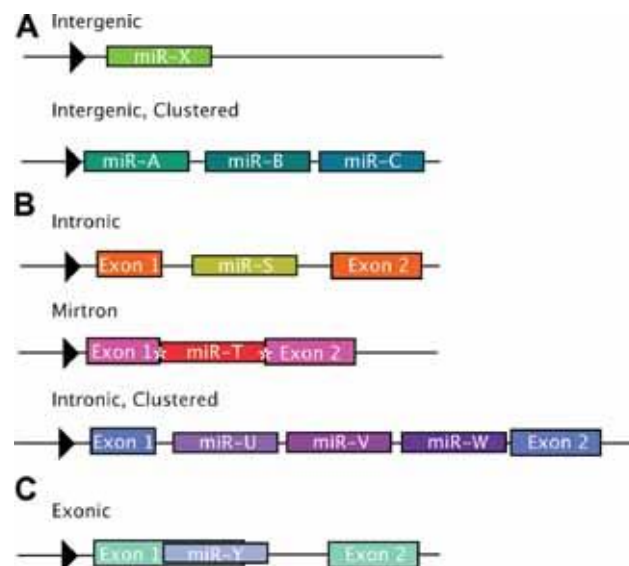 A Intergenic
miR-X
Intergenic, Clustered
miR-A miR-B miR-C
B Intronic
Exon 1 miR-S Exon 2
Mirtron
Exon 1 miR-T Exon 2
Intronic, Clustered
Exon 1 miR-U miR-V miR-W Exon 2
C Exonic
Exon 1 miR-Y Exon 2